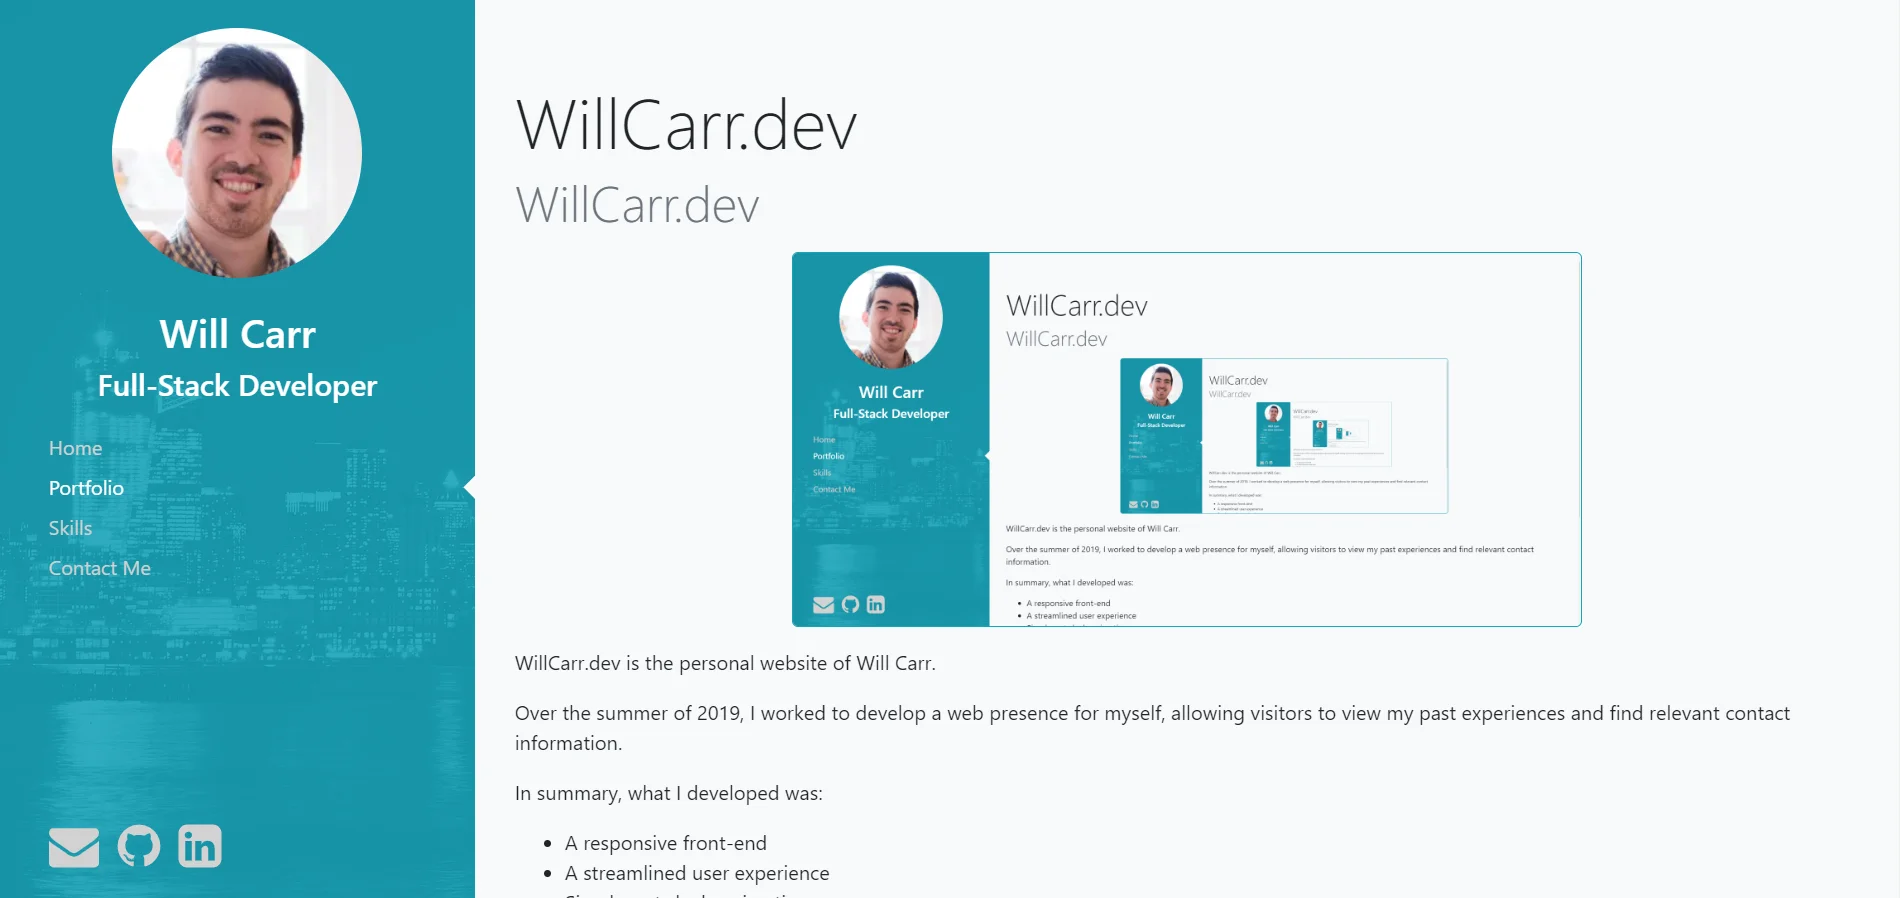 Will Carr
Full-Stack Developer
Home
Portfolio
Skills
Contact Me
WillCarr.dev
WillCarr.dev
Will Carr
Full-Stack Developer
Home
Portfolio
Skills
Contact Me
WillCarr.dev
WillCarr.dev
Will Carr
Full-Stack Developer
WillCarr.dev
WillCarr.dev
WillCarr.dev is the personal website of Will Carr.
Over the summer of 2019, I worked to develop a web presence for myself, allowing visitors to view my past experiences and find relevant contact
information.
In summary, what I developed was:
• A responsive front-end
• A streamlined user experience
WillCarr.dev is the personal website of Will Carr.
Over the summer of 2019, I worked to develop a web presence for myself, allowing visitors to view my past experiences and find relevant contact
information.
In summary, what I developed was:
• A responsive front-end
• A streamlined user experience